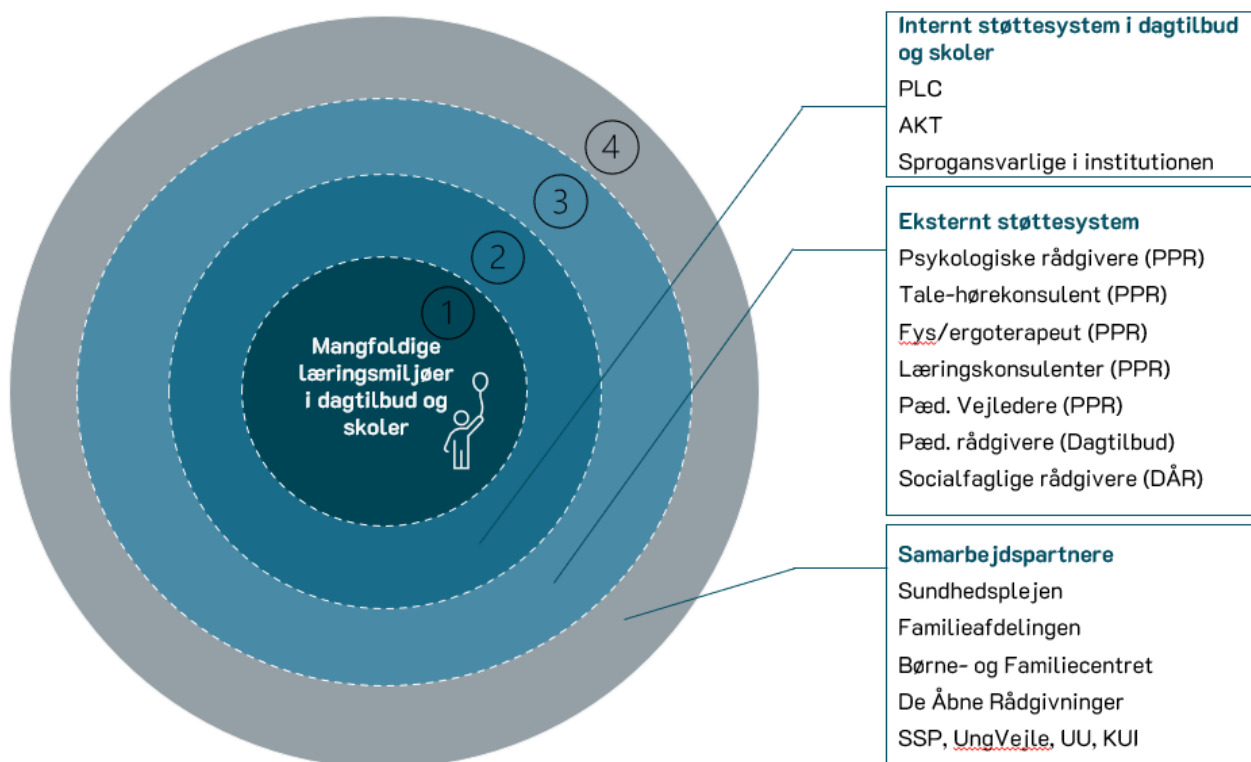 4
3
2
1
Mangfoldige
læringsmiljøer
i dagtilbud og
skoler
Internt støttesystem i dagtilbud
og skoler
PLC
AKT
Sprogansvarlige i institutionen
Eksternt støttesystem
Psykologiske rådgivere (PPR)
Tale-hørekonsulent (PPR)
Fys/ergoterapeut (PPR)
Læringskonsulenter (PPR)
Pæd. Vejledere (PPR)
Pæd. rådgivere (Dagtilbud)
Socialfaglige rådgivere (DÅR)
Samarbejdspartnere
Sundhedsplejen
Familieafdelingen
Børne- og Familiecentret
De Åbne Rådgivninger
SSP, UngVejle, UU, KUI